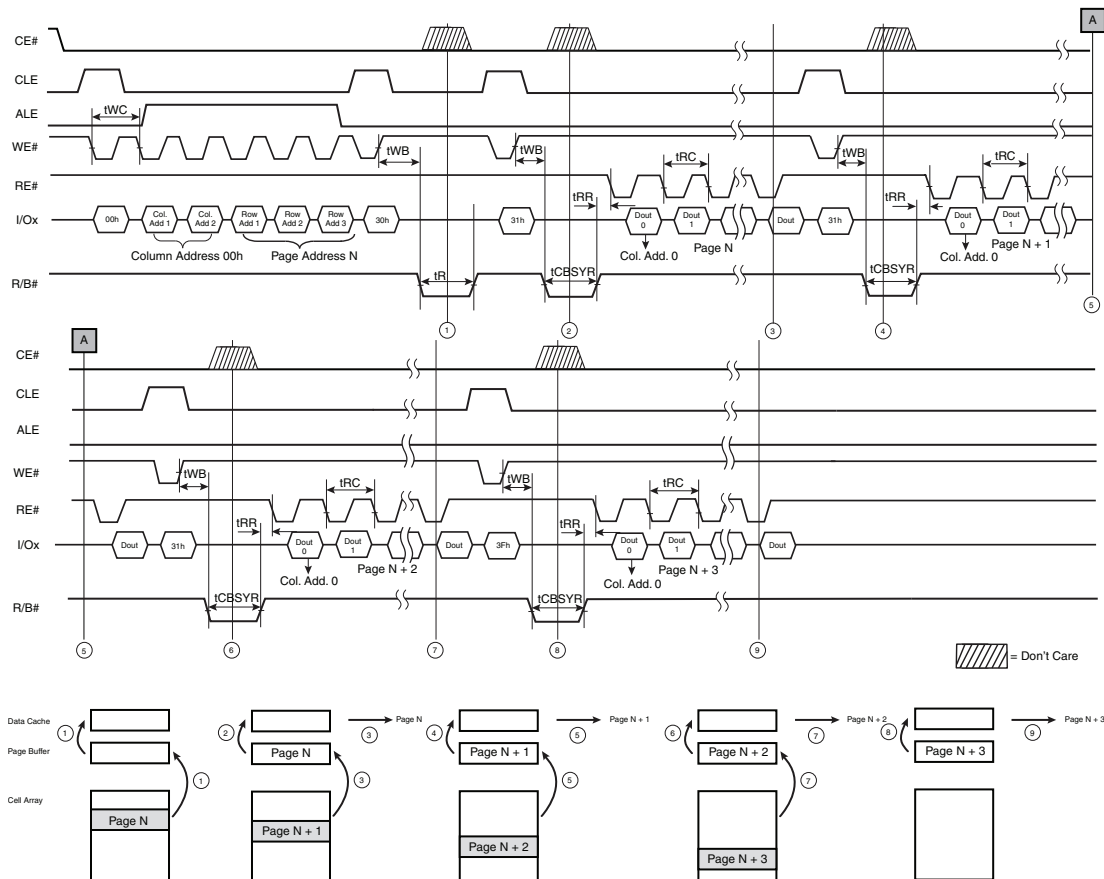 A
CE#
CLE
ALE
tWC
WE#
tWB
tWB
tWB
RE#
tRC
tRC
tRR
tRR
I/Ox
00h
Col. Add 1
Col. Add 2
Row Add 1
Row Add 2
Row Add 3
30h
31h
Dout 0
Dout 1
Dout
31h
Dout 0
Dout 1
Column Address 00h
Page Address N
Col. Add. 0
Page N
Col. Add. 0
Page N + 1
R/B#
tR
tCBSYR
tCBSYR
1
2
3
4
5
A
CE#
CLE
ALE
WE#
tWB
tWB
RE#
tRC
tRC
tRR
tRR
I/Ox
Dout
31h
Dout 0
Dout 1
Dout
3Fh
Dout 0
Dout 1
Dout
Col. Add. 0
Page N + 2
Col. Add. 0
Page N + 3
R/B#
tCBSYR
tCBSYR
5
6
7
8
9
= Don't Care
Data Cache
1
2
3
Page N
4
5
Page N + 1
6
7
Page N + 2
8
9
Page N + 3
Page Buffer
Page N
Page N + 1
Page N + 2
Page N + 3
1
3
5
7
Cell Array
Page N
Page N + 1
Page N + 2
Page N + 3